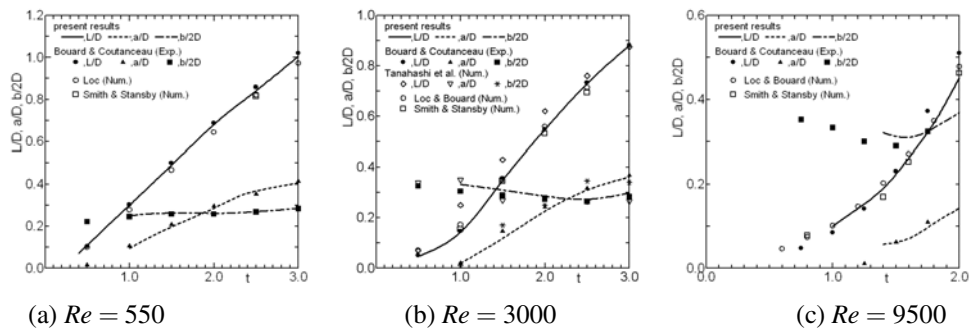 present results
,L/D ,a/D ,b/2D
Bouard & Coutanceau (Exp.)
,L/D ,a/D ,b/2D
Loc (Num.)
Smith & Stansby (Num.)
L/D, a/D, b/2D
1.2
1.0
0.8
0.6
0.4
0.2
0.0
1.0
2.0
t
3.0
(a) Re = 550
present results
,L/D ,a/D ,b/2D
Bouard & Coutanceau (Exp.)
,L/D ,a/D ,b/2D
Tanahashi et al. (Num.)
,L/D ,a/D ,b/2D
Loc & Bouard (Num.)
Smith & Stansby (Num.)
L/D, a/D, b/2D
1.0
0.8
0.6
0.4
0.2
0.0
1.0
2.0
t
3.0
(b) Re = 3000
present results
,L/D ,a/D ,b/2D
Bouard & Coutanceau (Exp.)
,L/D ,a/D ,b/2D
Loc & Bouard (Num.)
Smith & Stansby (Num.)
L/D, a/D, b/2D
0.6
0.4
0.2
0.0
0.0
1.0
t
2.0
(c) Re = 9500